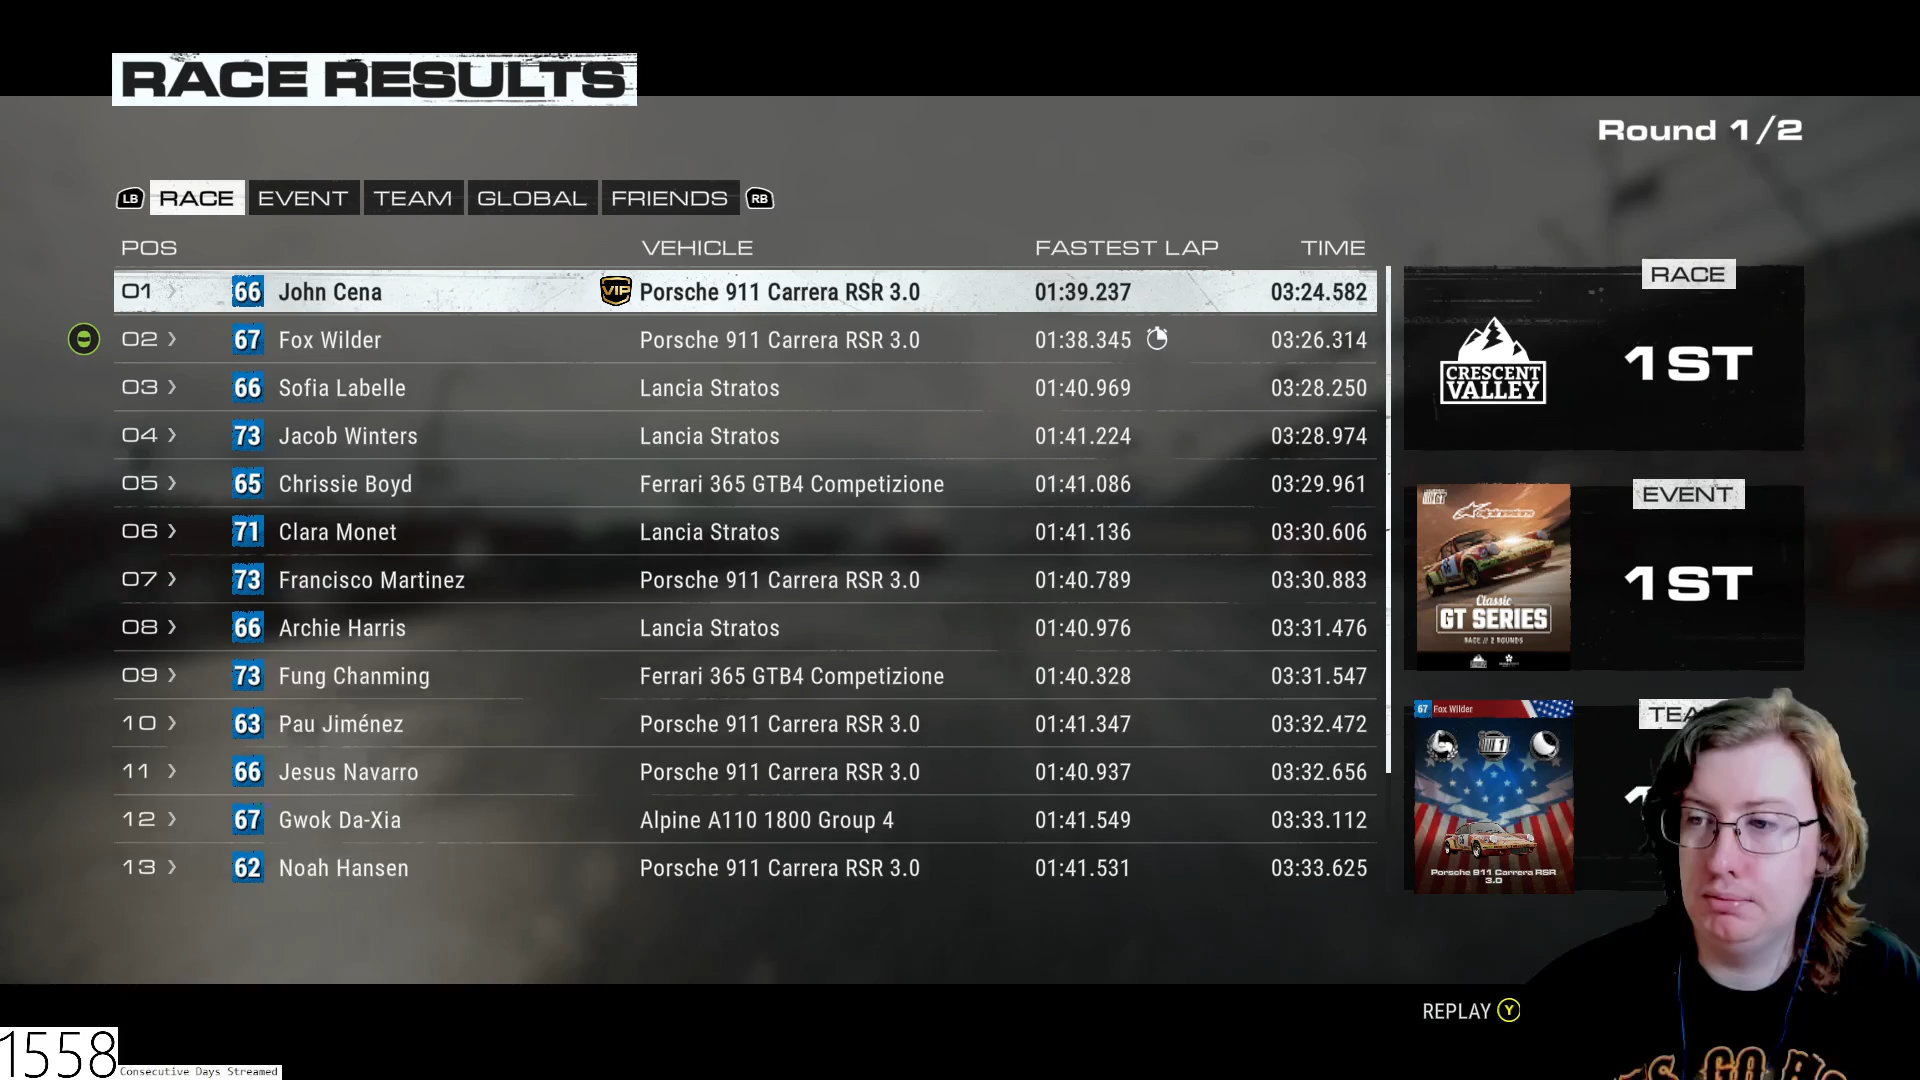 RACE RESULTS
Round 1/2
LB RACE EVENT TEAM GLOBAL FRIENDS RB
POS VEHICLE FASTEST LAP TIME
01 66 John Cena VIP Porsche 911 Carrera RSR 3.0 01:39.237 03:24.582
02 67 Fox Wilder Porsche 911 Carrera RSR 3.0 01:38.345 03:26.314
03 66 Sofia Labelle Lancia Stratos 01:40.969 03:28.250
04 73 Jacob Winters Lancia Stratos 01:41.224 03:28.974
05 65 Chrissie Boyd Ferrari 365 GTB4 Competizione 01:41.086 03:29.961
06 71 Clara Monet Lancia Stratos 01:41.136 03:30.606
07 73 Francisco Martinez Porsche 911 Carrera RSR 3.0 01:40.789 03:30.883
08 66 Archie Harris Lancia Stratos 01:40.976 03:31.476
09 73 Fung Chanming Ferrari 365 GTB4 Competizione 01:40.328 03:31.547
10 63 Pau Jiménez Porsche 911 Carrera RSR 3.0 01:41.347 03:32.472
11 66 Jesus Navarro Porsche 911 Carrera RSR 3.0 01:40.937 03:32.656
12 67 Gwok Da-Xia Alpine A110 1800 Group 4 01:41.549 03:33.112
13 62 Noah Hansen Porsche 911 Carrera RSR 3.0 01:41.531 03:33.625
RACE
CRESCENT
VALLEY
1ST
EVENT
alpinestars
Classic
GT SERIES
RACE // 2 ROUNDS
1ST
67 Fox Wilder
1
Porsche 911 Carrera RSR
3.0
REPLAY Y
1558
Consecutive Days Streamed